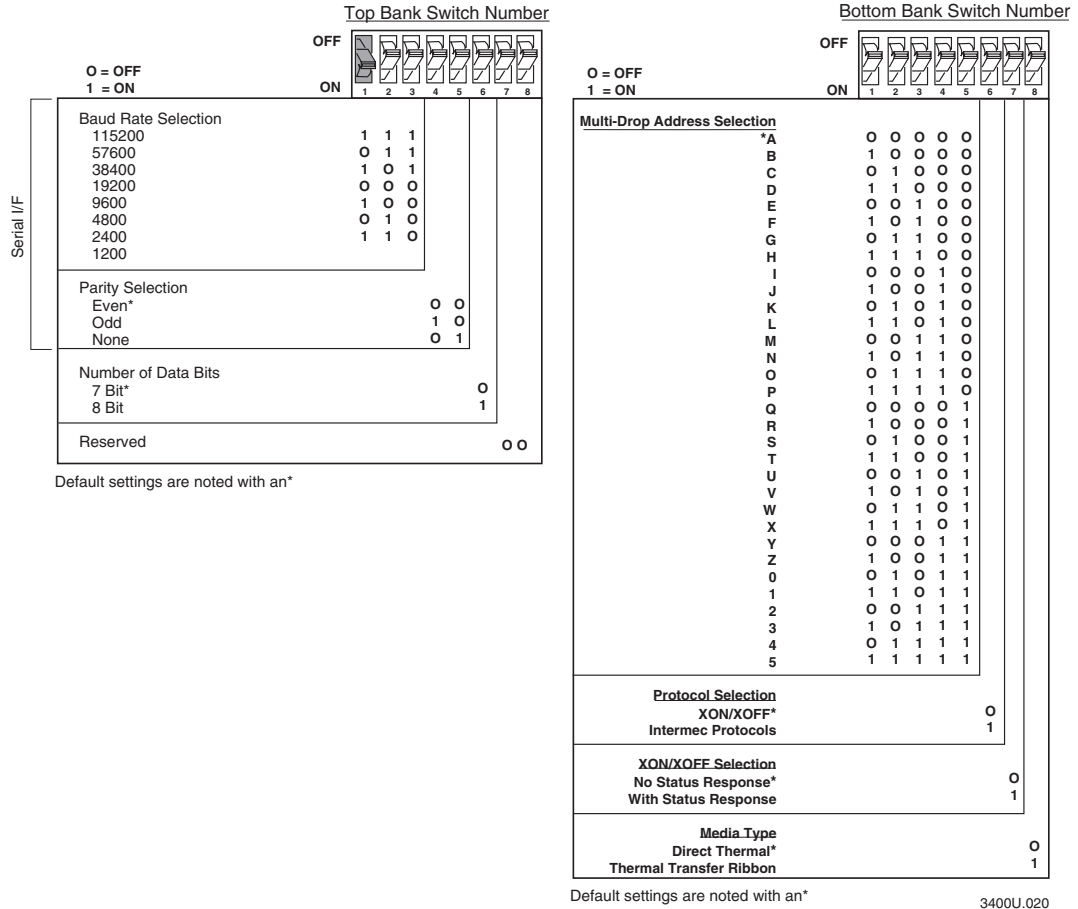 Top Bank Switch Number
OFF
O = OFF
1 = ON
ON
1 2 3 4 5 6 7 8
Serial I/F
Baud Rate Selection
115200 1 1 1
57600 O 1 1
38400 1 O 1
19200 O O O
9600 1 O O
4800 O 1 O
2400 1 1 O
1200
Parity Selection
Even* O O
Odd 1 O
None O 1
Number of Data Bits
7 Bit* O
8 Bit 1
Reserved O O
Default settings are noted with an*
Bottom Bank Switch Number
OFF
O = OFF
1 = ON
ON
1 2 3 4 5 6 7 8
Multi-Drop Address Selection
*A O O O O O
B 1 O O O O
C O 1 O O O
D 1 1 O O O
E O O 1 O O
F 1 O 1 O O
G O 1 1 O O
H 1 1 1 O O
I O O O 1 O
J 1 O O 1 O
K O 1 O 1 O
L 1 1 O 1 O
M O O 1 1 O
N 1 O 1 1 O
O O 1 1 1 O
P 1 1 1 1 O
Q O O O O 1
R 1 O O O 1
S O 1 O O 1
T 1 1 O O 1
U O O 1 O 1
V 1 O 1 O 1
W O 1 1 O 1
X 1 1 1 O 1
Y O O O 1 1
Z 1 O O 1 1
0 O 1 O 1 1
1 1 1 O 1 1
2 O O 1 1 1
3 1 O 1 1 1
4 O 1 1 1 1
5 1 1 1 1 1
Protocol Selection
XON/XOFF* O
Intermec Protocols 1
XON/XOFF Selection
No Status Response* O
With Status Response 1
Media Type
Direct Thermal* O
Thermal Transfer Ribbon 1
Default settings are noted with an*
3400U.020